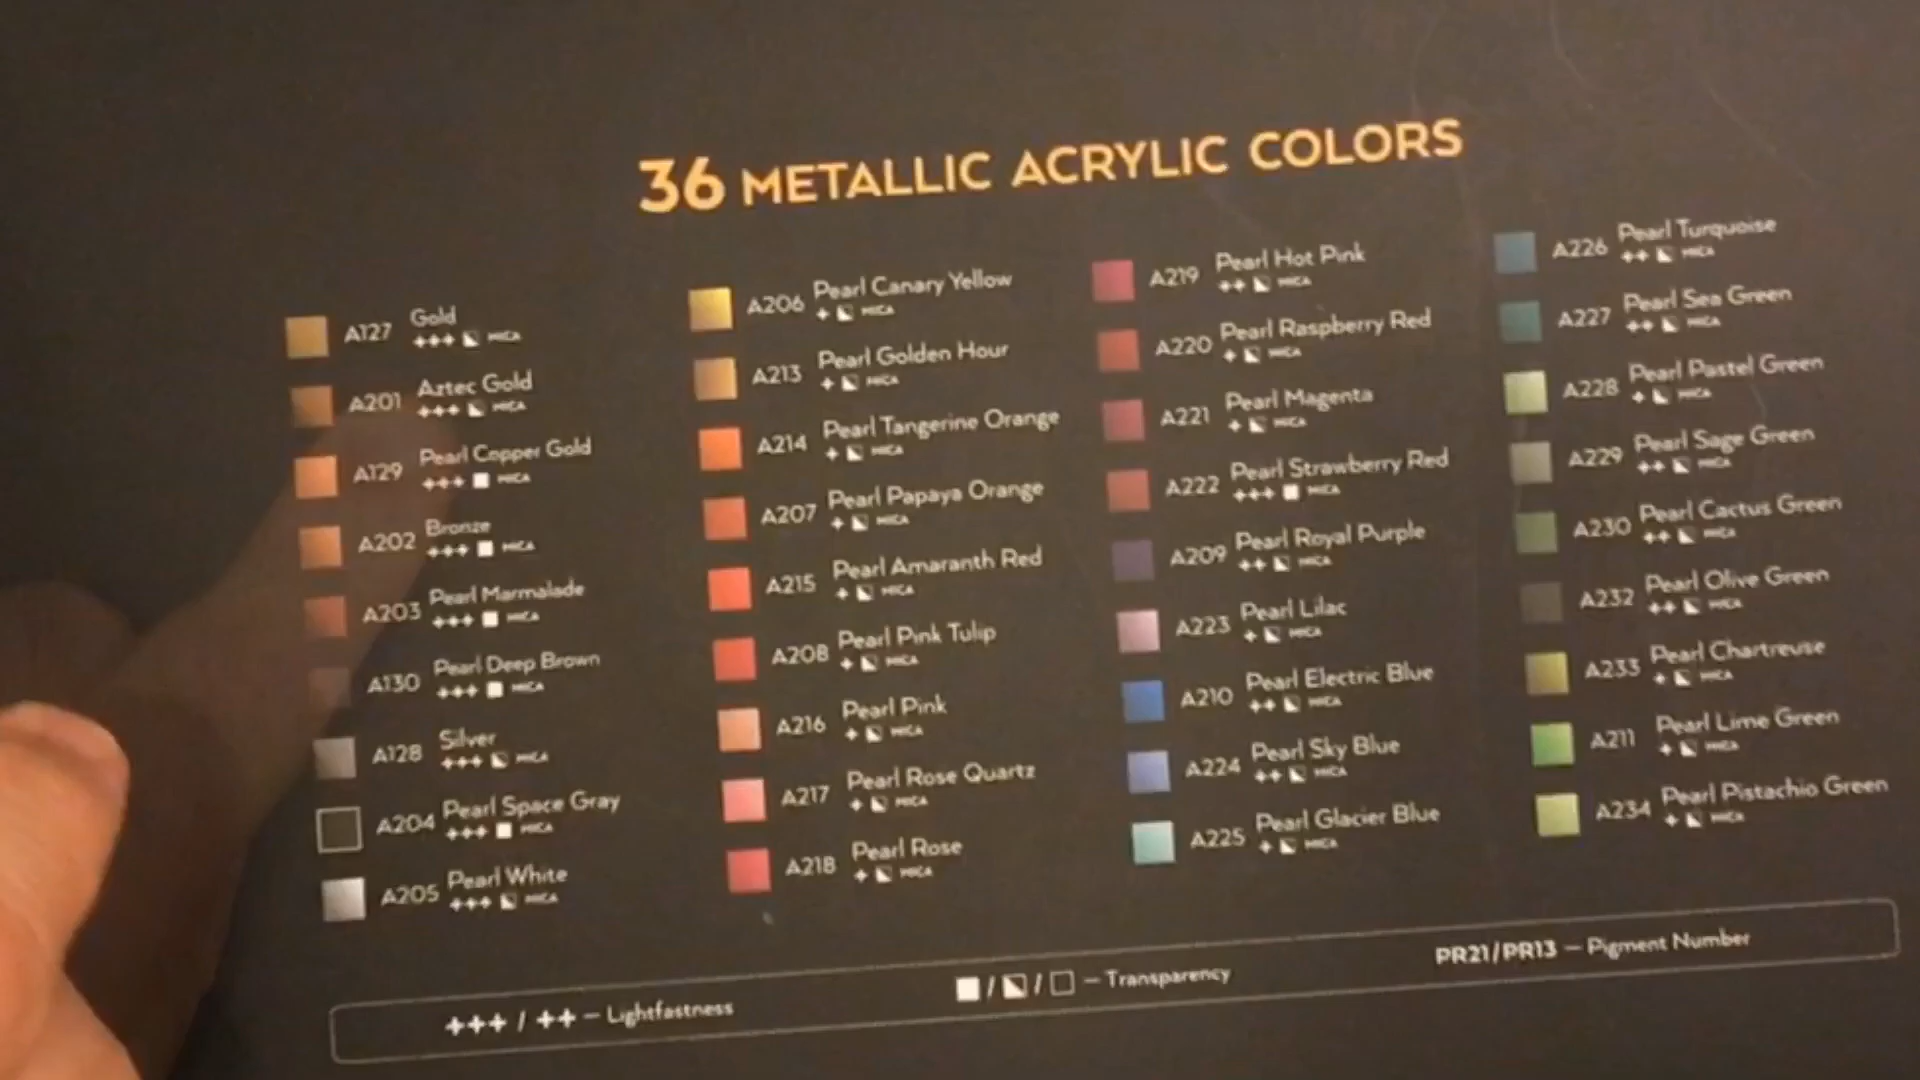 36 METALLIC ACRYLIC COLORS
A127 Gold
+++ MICA
A201 Aztec Gold
+++ MICA
A129 Pearl Copper Gold
+++ MICA
A202 Bronze
+++ MICA
A203 Pearl Marmalade
+++ MICA
A130 Pearl Deep Brown
+++ MICA
A128 Silver
+++ MICA
A204 Pearl Space Gray
+++ MICA
A205 Pearl White
+++ MICA
A206 Pearl Canary Yellow
+ MICA
A213 Pearl Golden Hour
+ MICA
A214 Pearl Tangerine Orange
+ MICA
A207 Pearl Papaya Orange
+ MICA
A215 Pearl Amaranth Red
+ MICA
A208 Pearl Pink Tulip
+ MICA
A216 Pearl Pink
+ MICA
A217 Pearl Rose Quartz
+ MICA
A218 Pearl Rose
+ MICA
A219 Pearl Hot Pink
++ MICA
A220 Pearl Raspberry Red
+ MICA
A221 Pearl Magenta
+ MICA
A222 Pearl Strawberry Red
+++ MICA
A209 Pearl Royal Purple
++ MICA
A223 Pearl Lilac
+ MICA
A210 Pearl Electric Blue
++ MICA
A224 Pearl Sky Blue
++ MICA
A225 Pearl Glacier Blue
+ MICA
A226 Pearl Turquoise
++ MICA
A227 Pearl Sea Green
++ MICA
A228 Pearl Pastel Green
+ MICA
A229 Pearl Sage Green
++ MICA
A230 Pearl Cactus Green
++ MICA
A232 Pearl Olive Green
++ MICA
A233 Pearl Chartreuse
+ MICA
A211 Pearl Lime Green
+ MICA
A234 Pearl Pistachio Green
+ MICA
+++ / ++ — Lightfastness
/ / — Transparency
PR21/PR13 — Pigment Number